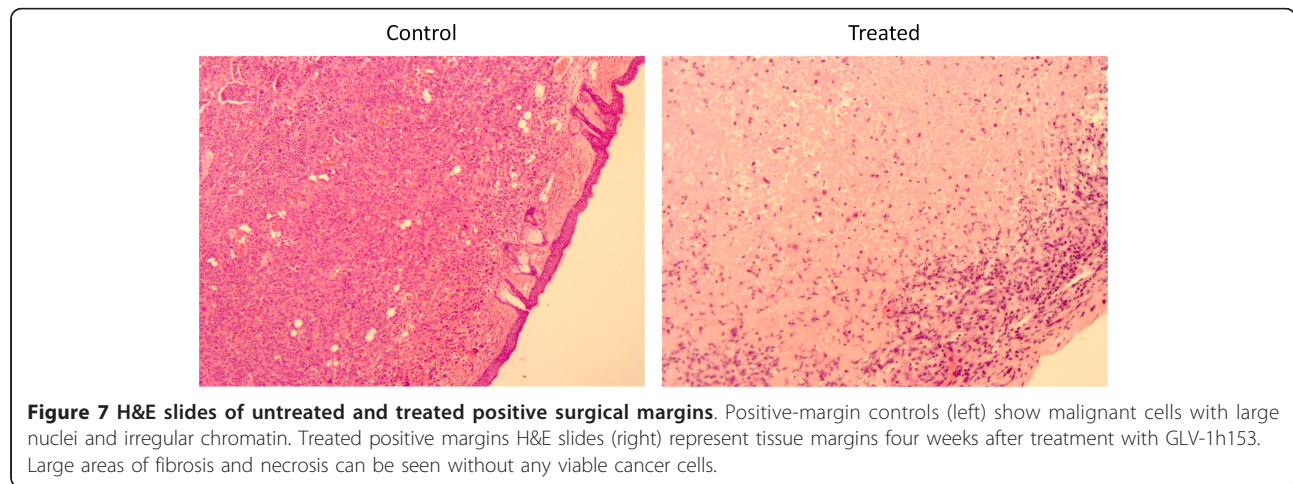 Control
Treated
Figure 7 H&E slides of untreated and treated positive surgical margins. Positive-margin controls (left) show malignant cells with large
nuclei and irregular chromatin. Treated positive margins H&E slides (right) represent tissue margins four weeks after treatment with GLV-1h153.
Large areas of fibrosis and necrosis can be seen without any viable cancer cells.